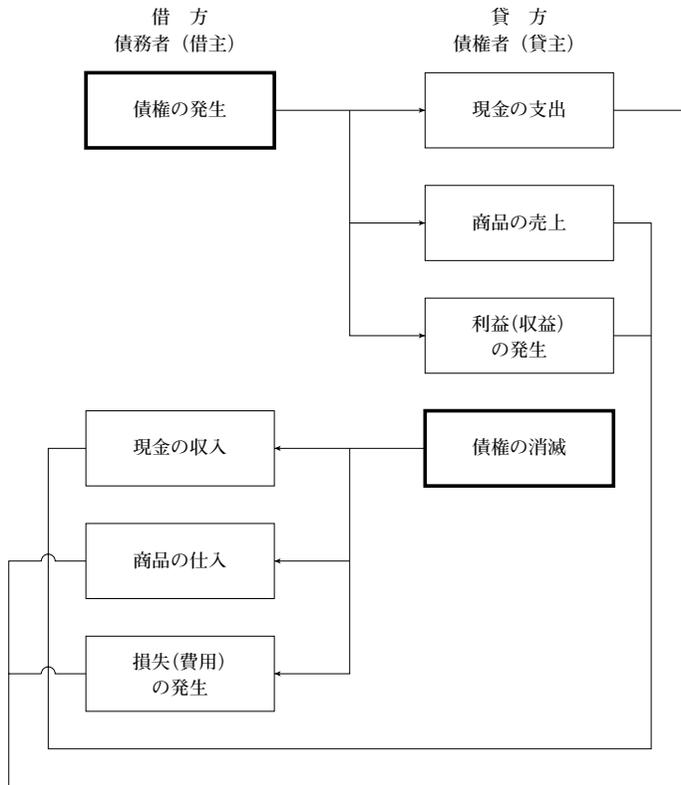 借　方
債務者（借主）
貸　方
債権者（貸主）
債権の発生
現金の支出
商品の売上
利益(収益)
の発生
現金の収入
債権の消滅
商品の仕入
損失(費用)
の発生